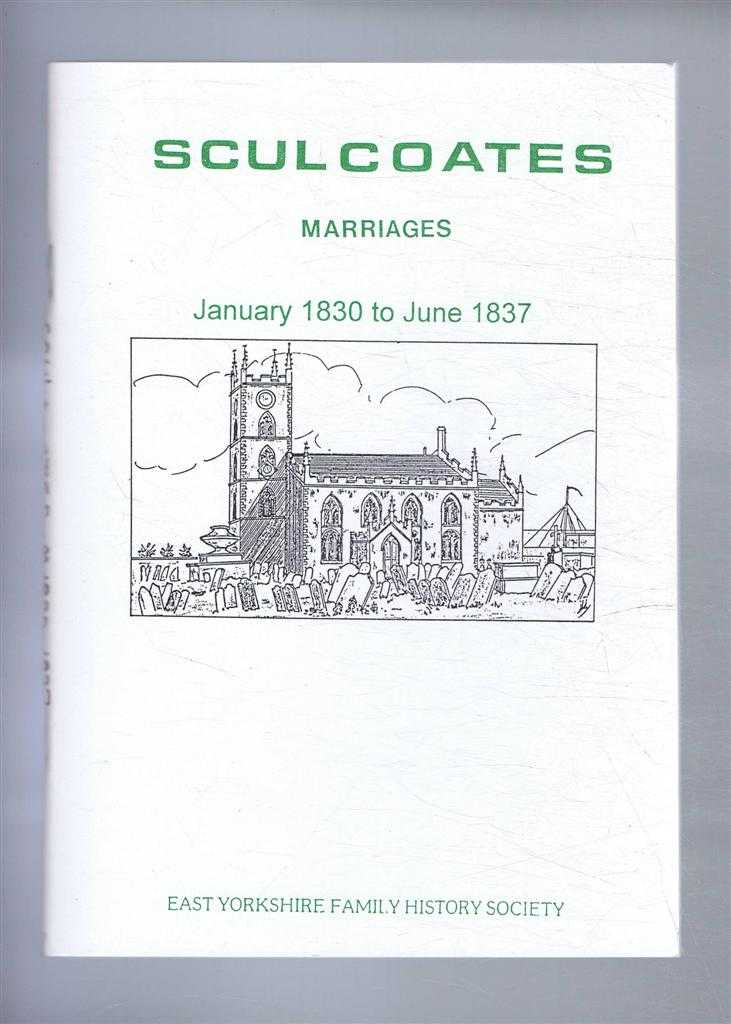 SCULCOATES
MARRIAGES
January 1830 to June 1837
EAST YORKSHIRE FAMILY HISTORY SOCIETY